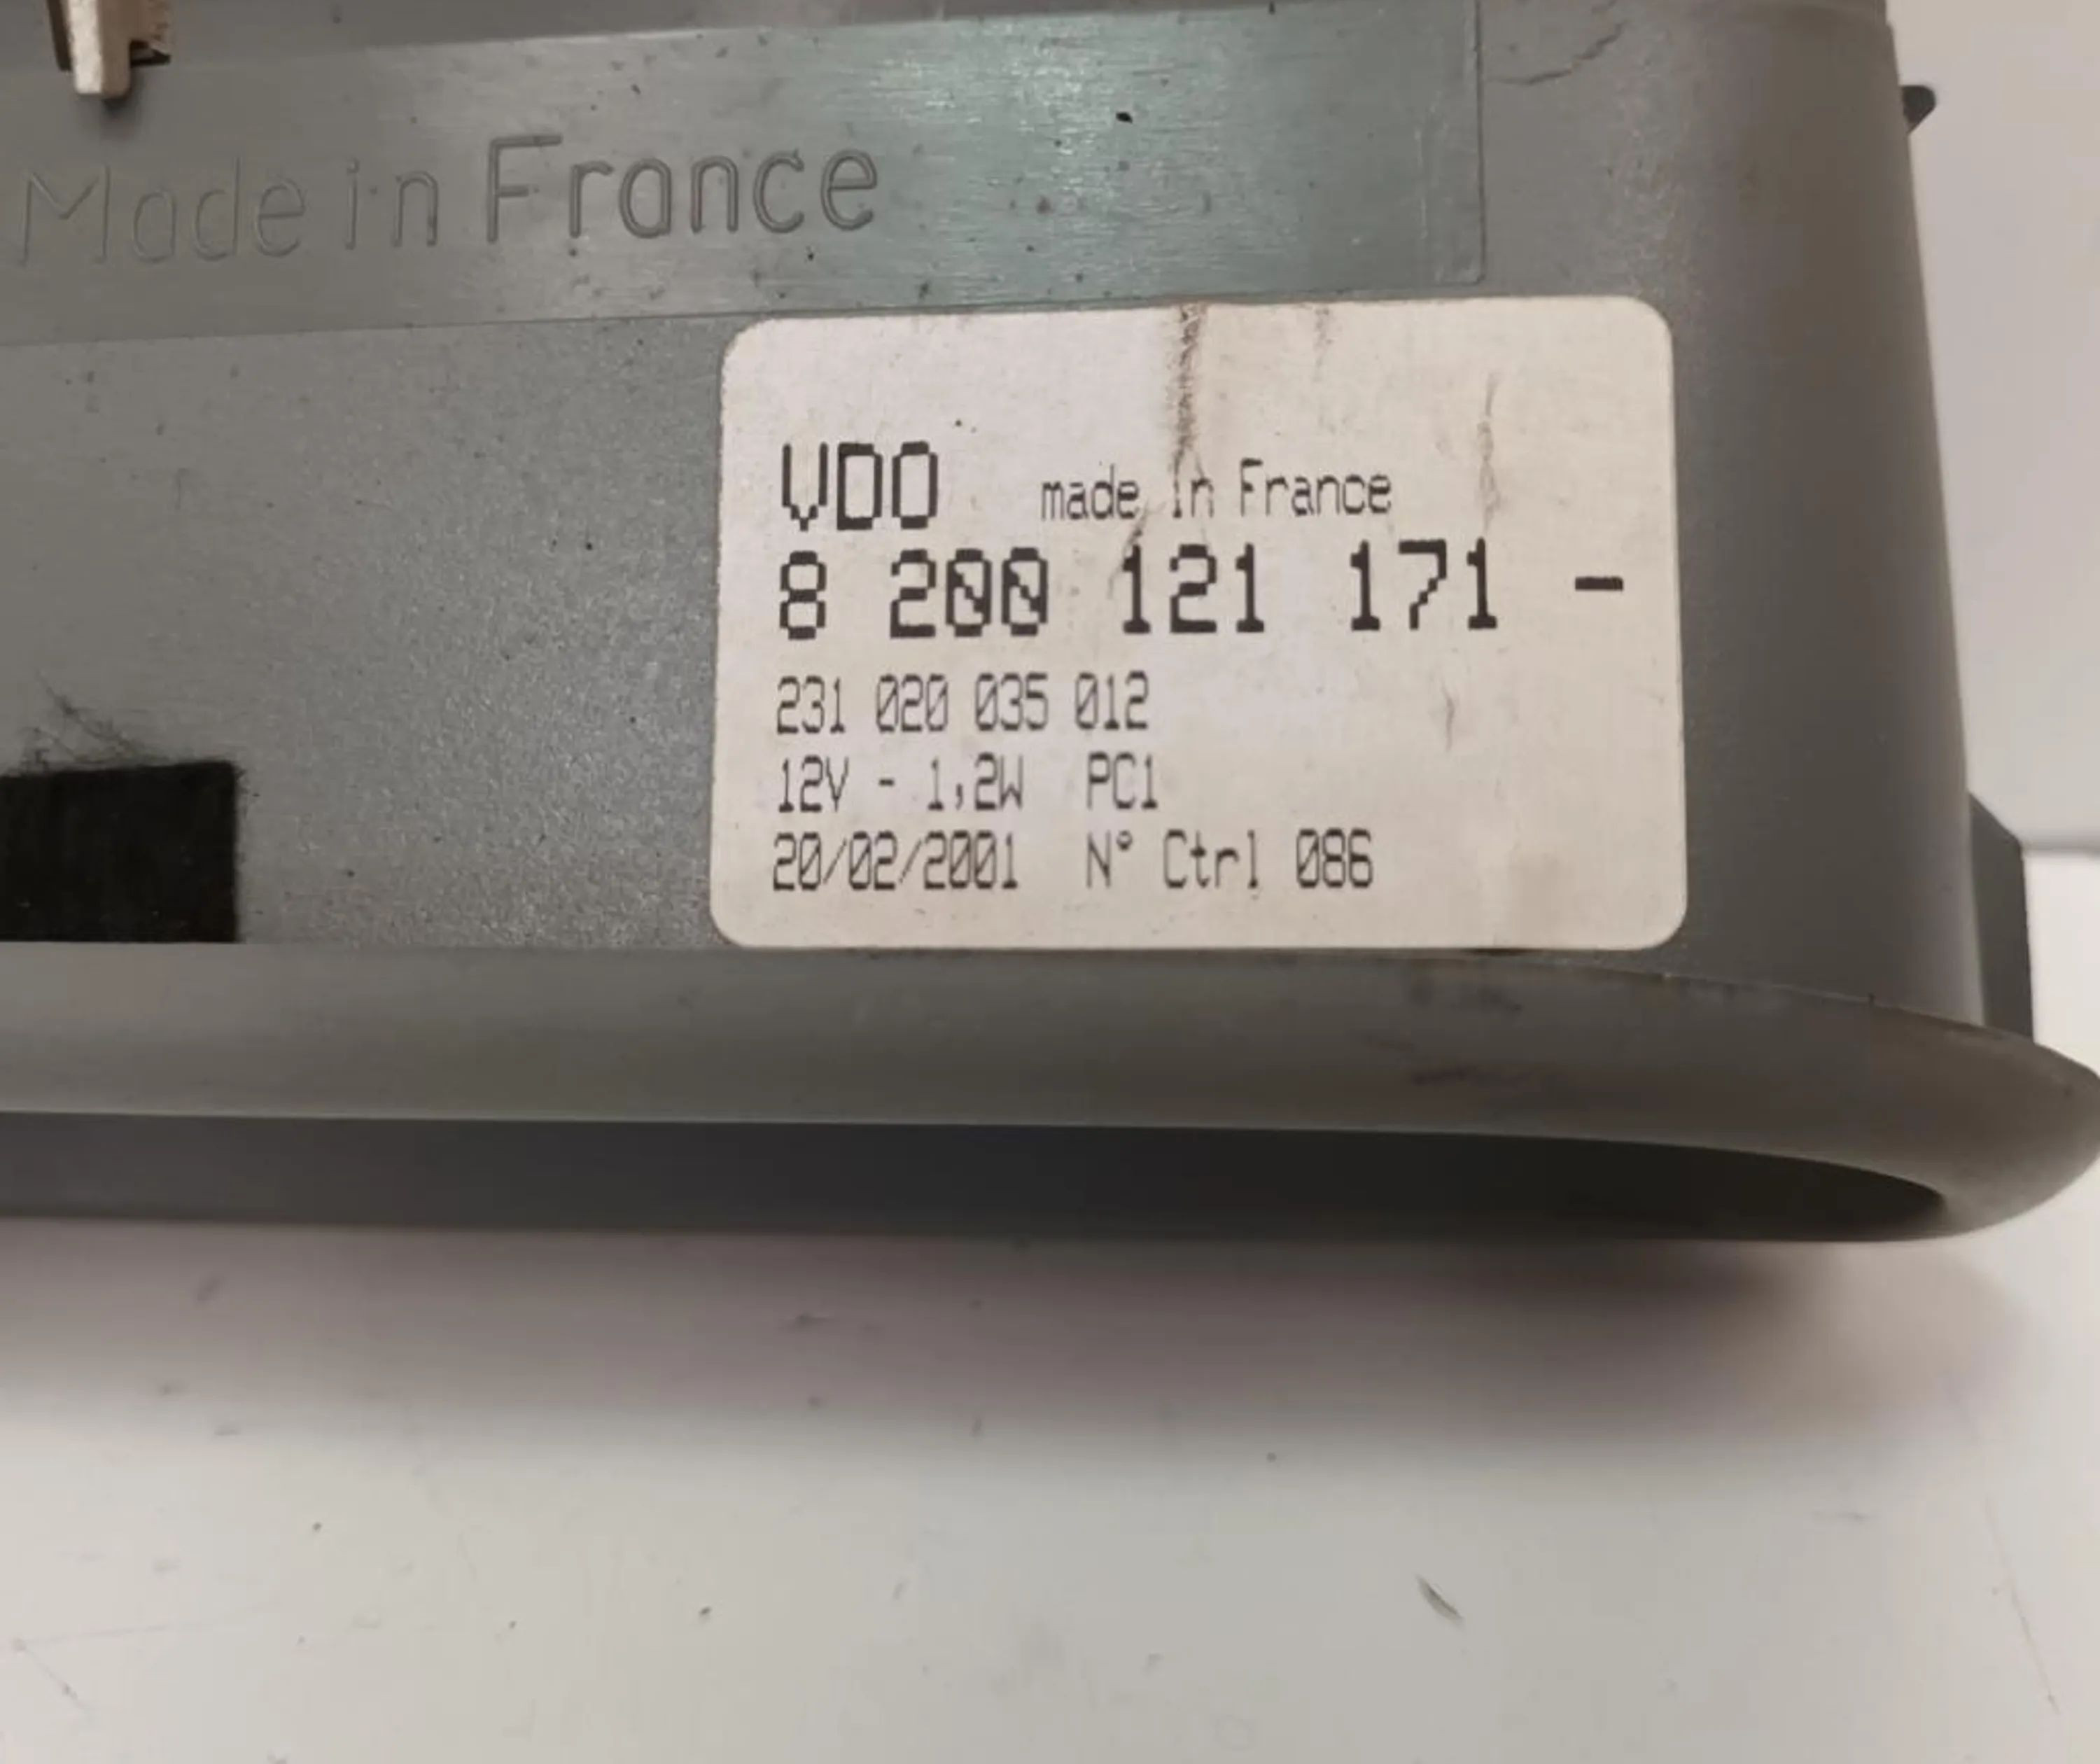 Made in France
VDO made in France
8 200 121 171 -
231 020 035 012
12V - 1,2W PC1
20/02/2001 N° Ctrl 086